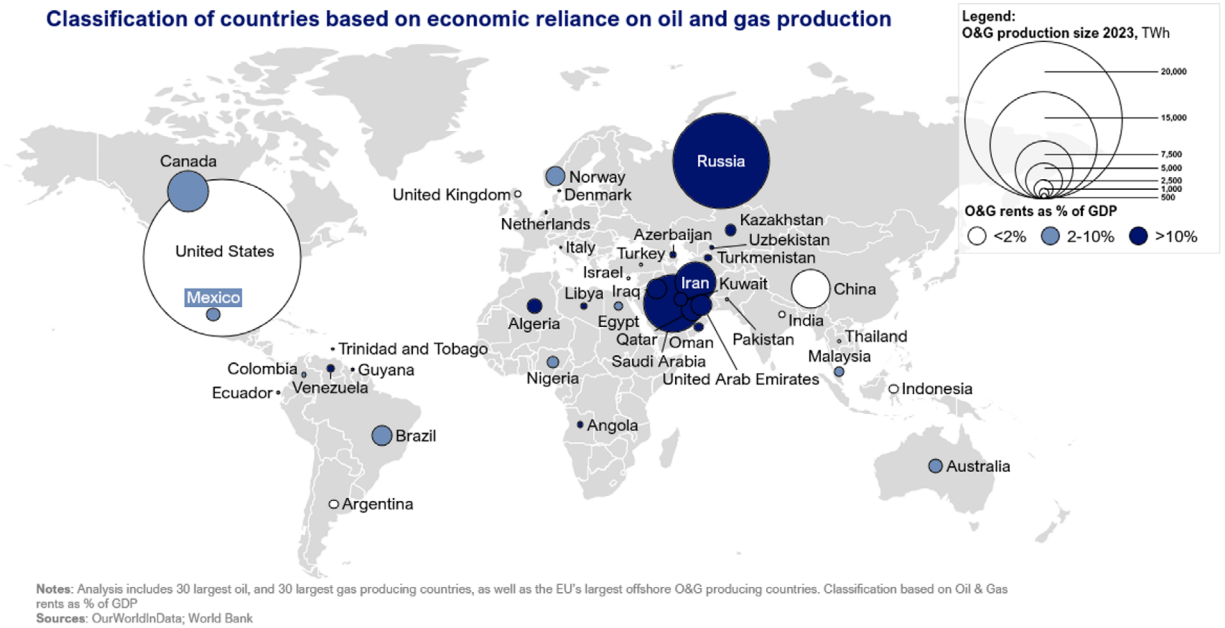 Classification of countries based on economic reliance on oil and gas production
Legend:
O&G production size 2023, TWh
20,000
15,000
7,500
5,000
2,500
1,000
500
O&G rents as % of GDP
<2%
2-10%
>10%
Canada
United States
Mexico
Trinidad and Tobago
Colombia
Guyana
Venezuela
Ecuador
Brazil
Argentina
Russia
Norway
United Kingdom
Denmark
Netherlands
Italy
Kazakhstan
Azerbaijan
Uzbekistan
Turkey
Turkmenistan
Israel
Iran
Kuwait
Iraq
Libya
China
Algeria
Egypt
India
Qatar
Oman
Pakistan
Thailand
Saudi Arabia
Malaysia
United Arab Emirates
Nigeria
Indonesia
Angola
Australia
Notes: Analysis includes 30 largest oil, and 30 largest gas producing countries, as well as the EU's largest offshore O&G producing countries. Classification based on Oil & Gas
rents as % of GDP
Sources: OurWorldInData; World Bank